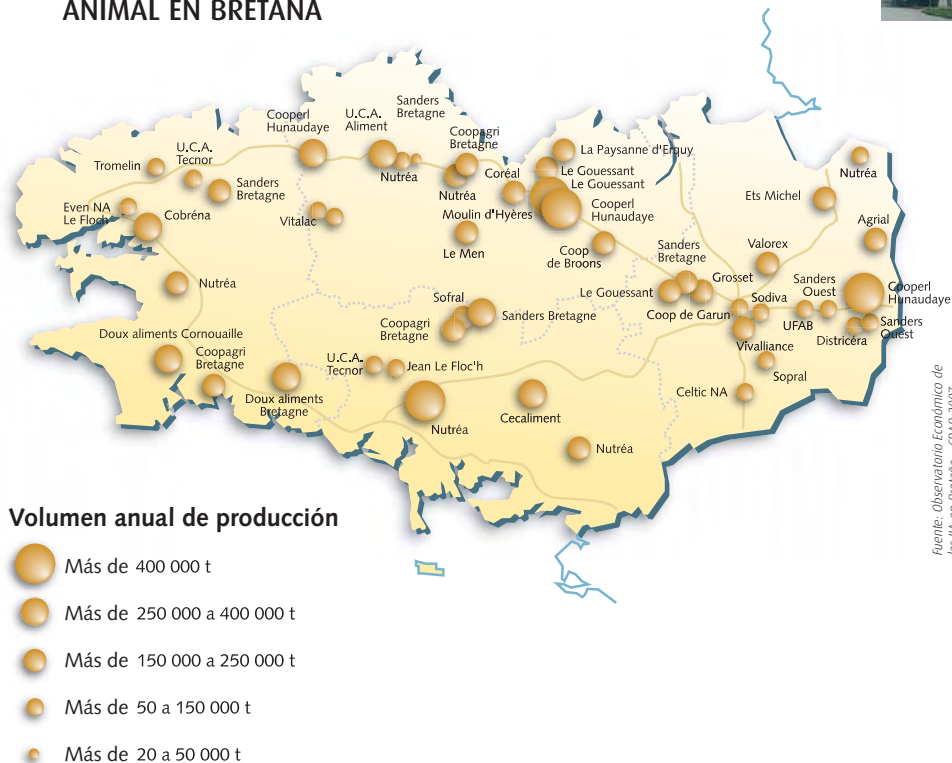 ANIMAL EN BRETAÑA
Cooperl
Hunaudaye
U.C.A.
Aliment
Sanders
Bretagne
Coopagri
Bretagne
U.C.A.
Tecnor
Tromelin
Sanders
Bretagne
Nutréa
Nutréa
Coréal
La Paysanne d'Erquy
Le Gouessant
Le Gouessant
Nutréa
Ets Michel
Even NA
Le Floch
Cobréna
Vitalac
Moulin d'Hyères
Cooperl
Hunaudaye
Agrial
Le Men
Coop
de Broons
Sanders
Bretagne
Valorex
Nutréa
Le Gouessant
Grosset
Sanders
Ouest
Cooperl
Hunaudaye
Sofral
Sanders Bretagne
Coopagri
Bretagne
Coop de Garun
Sodiva
UFAB
Sanders
Ouest
Districéra
Vivalliance
Doux aliments Cornouaille
Coopagri
Bretagne
U.C.A.
Tecnor
Jean Le Floc'h
Sopral
Doux aliments
Bretagne
Celtic NA
Cecaliment
Nutréa
Nutréa
Volumen anual de producción
Más de 400 000 t
Más de 250 000 a 400 000 t
Más de 150 000 a 250 000 t
Más de 50 a 150 000 t
Más de 20 a 50 000 t
Fuente: Observatorio Económico de